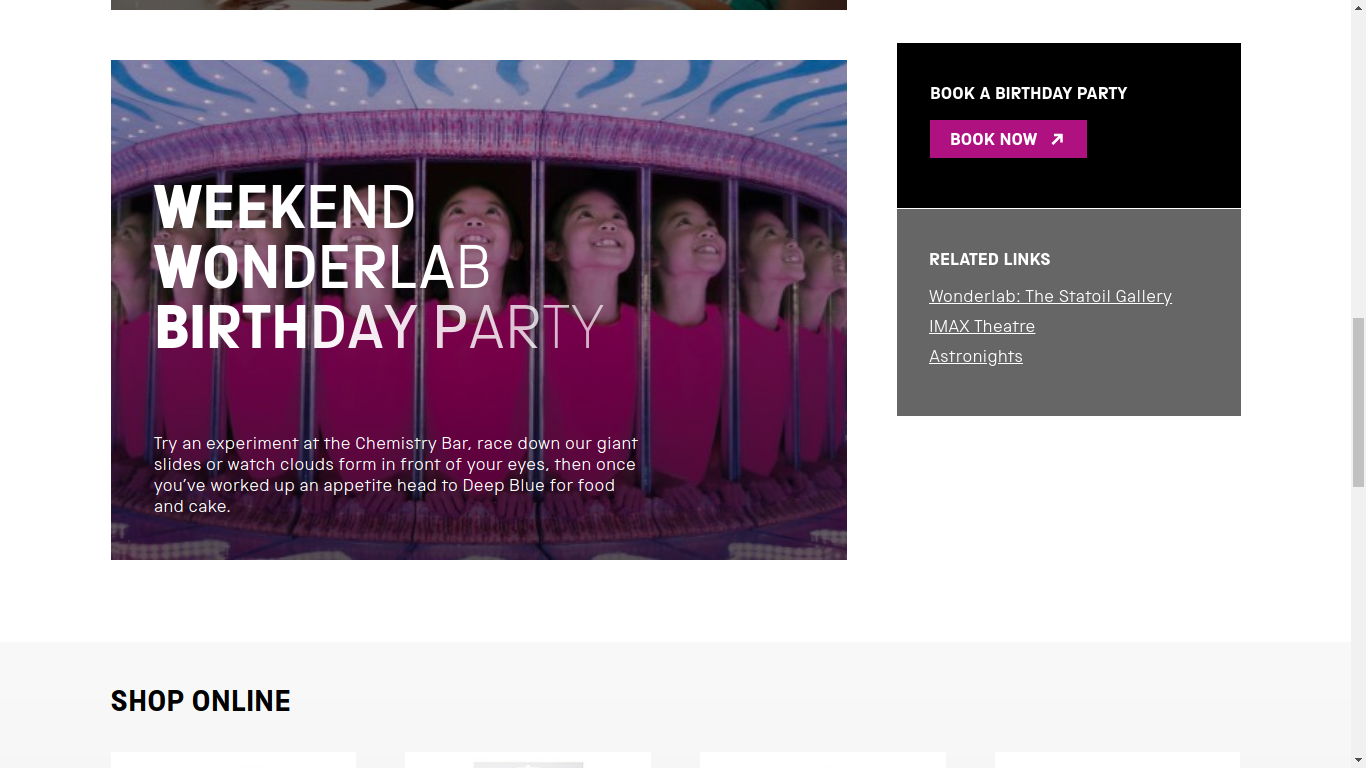 WEEKEND
WONDERLAB
BIRTHDAY PARTY
Try an experiment at the Chemistry Bar, race down our giant
slides or watch clouds form in front of your eyes, then once
you’ve worked up an appetite head to Deep Blue for food
and cake.
BOOK A BIRTHDAY PARTY
BOOK NOW
RELATED LINKS
Wonderlab: The Statoil Gallery
IMAX Theatre
Astronights
SHOP ONLINE